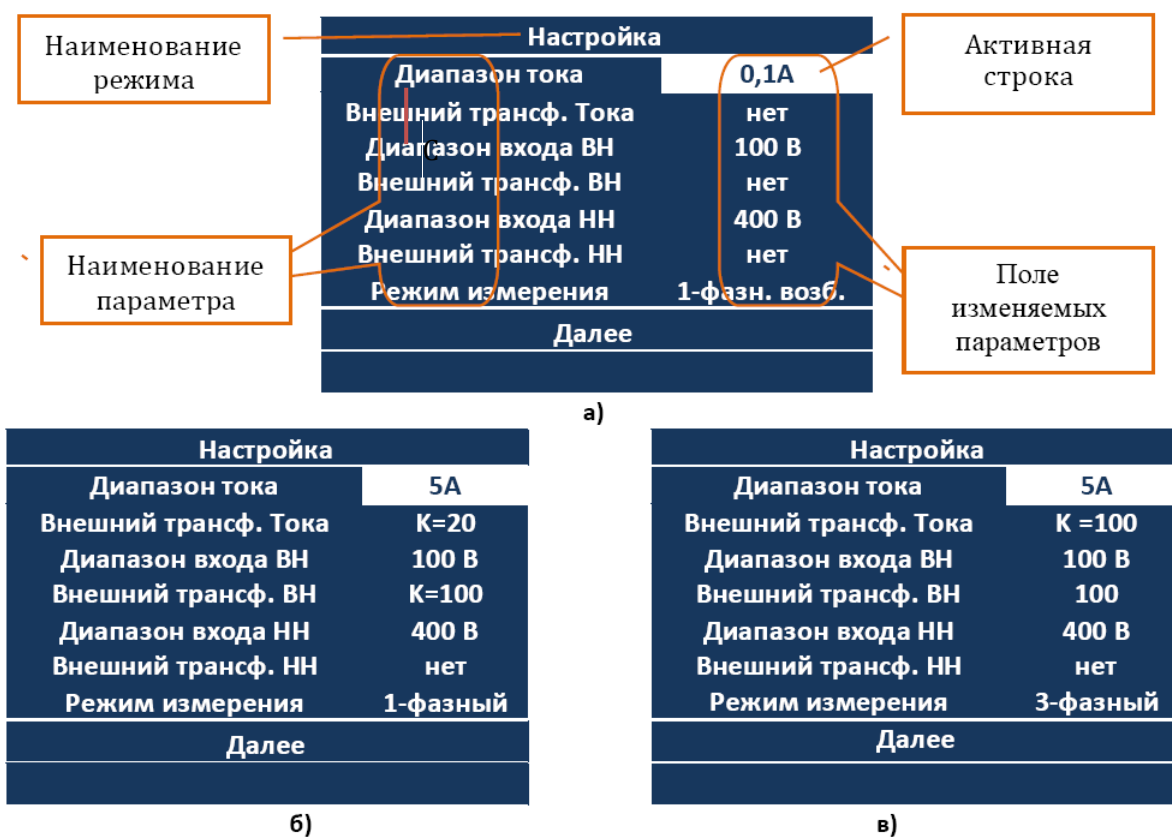 Наименование
режима
Настройка
Активная
строка
Диапазон тока 0,1А
Внешний трансф. Тока нет
Диапазон входа ВН 100 В
С
Внешний трансф. ВН нет
Диапазон входа НН 400 В
Внешний трансф. НН нет
Режим измерения 1-фазн. возб.
Далее
Наименование
параметра
Поле
изменяемых
параметров
а)
Настройка
Диапазон тока 5А
Внешний трансф. Тока К=20
Диапазон входа ВН 100 В
Внешний трансф. ВН К=100
Диапазон входа НН 400 В
Внешний трансф. НН нет
Режим измерения 1-фазный
Далее
б)
Настройка
Диапазон тока 5А
Внешний трансф. Тока К =100
Диапазон входа ВН 100 В
Внешний трансф. ВН 100
Диапазон входа НН 400 В
Внешний трансф. НН нет
Режим измерения 3-фазный
Далее
в)